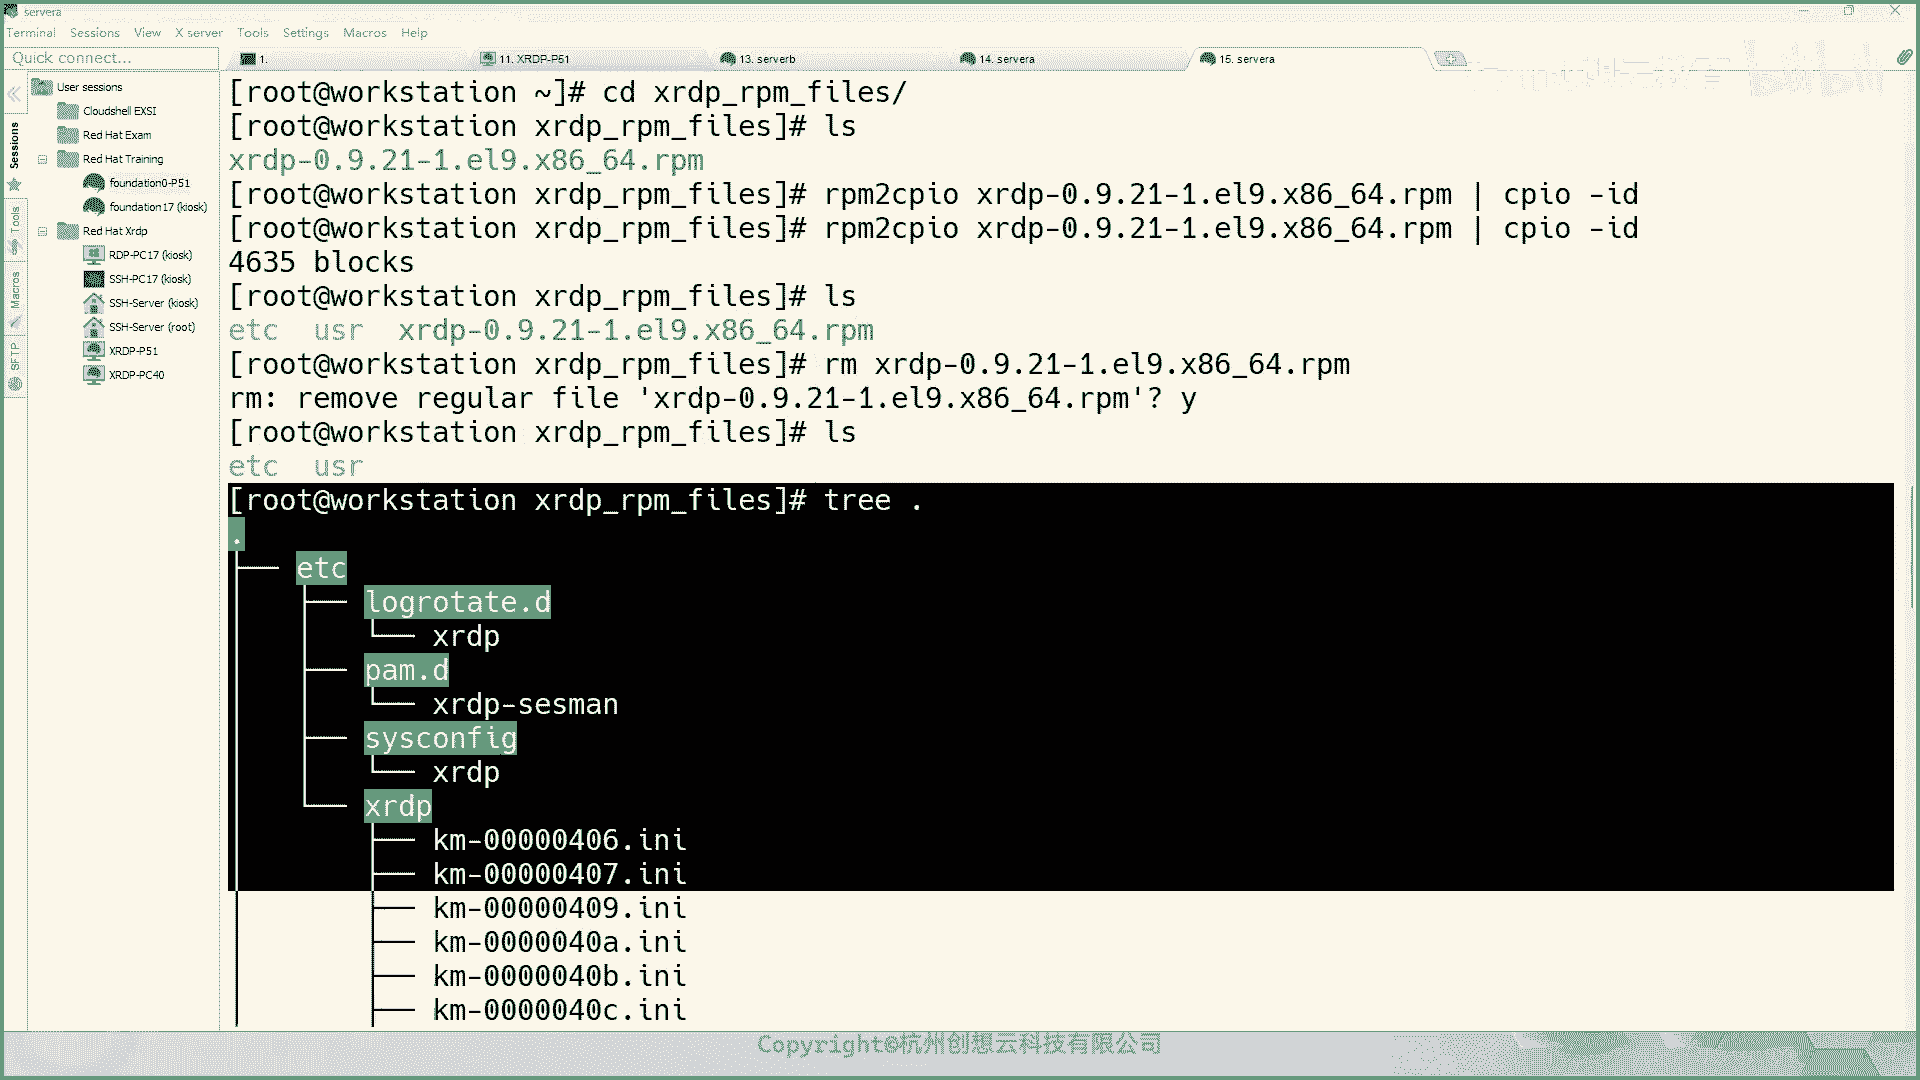 servera
Terminal Sessions View X server Tools Settings Macros Help
Quick connect...
1.
11. XRDP-P51
13. serverb
14. servera
15. servera
Sessions
Tools
Macros
SFTP
User sessions
Cloudshell EXSI
Red Hat Exam
Red Hat Training
foundation0-P51
foundation17 (kiosk)
Red Hat Xrdp
RDP-PC17 (kiosk)
SSH-PC17 (kiosk)
SSH-Server (kiosk)
SSH-Server (root)
XRDP-P51
XRDP-PC40
[root@workstation ~]# cd xrdp_rpm_files/
[root@workstation xrdp_rpm_files]# ls
xrdp-0.9.21-1.el9.x86_64.rpm
[root@workstation xrdp_rpm_files]# rpm2cpio xrdp-0.9.21-1.el9.x86_64.rpm | cpio -id
[root@workstation xrdp_rpm_files]# rpm2cpio xrdp-0.9.21-1.el9.x86_64.rpm | cpio -id
4635 blocks
[root@workstation xrdp_rpm_files]# ls
etc  usr  xrdp-0.9.21-1.el9.x86_64.rpm
[root@workstation xrdp_rpm_files]# rm xrdp-0.9.21-1.el9.x86_64.rpm
rm: remove regular file 'xrdp-0.9.21-1.el9.x86_64.rpm'? y
[root@workstation xrdp_rpm_files]# ls
etc  usr
[root@workstation xrdp_rpm_files]# tree .
.
├── etc
│   ├── logrotate.d
│   │   └── xrdp
│   ├── pam.d
│   │   └── xrdp-sesman
│   ├── sysconfig
│   │   └── xrdp
│   └── xrdp
│       ├── km-00000406.ini
│       ├── km-00000407.ini
│       ├── km-00000409.ini
│       ├── km-0000040a.ini
│       ├── km-0000040b.ini
│       ├── km-0000040c.ini
Copyright@杭州创想云科技有限公司